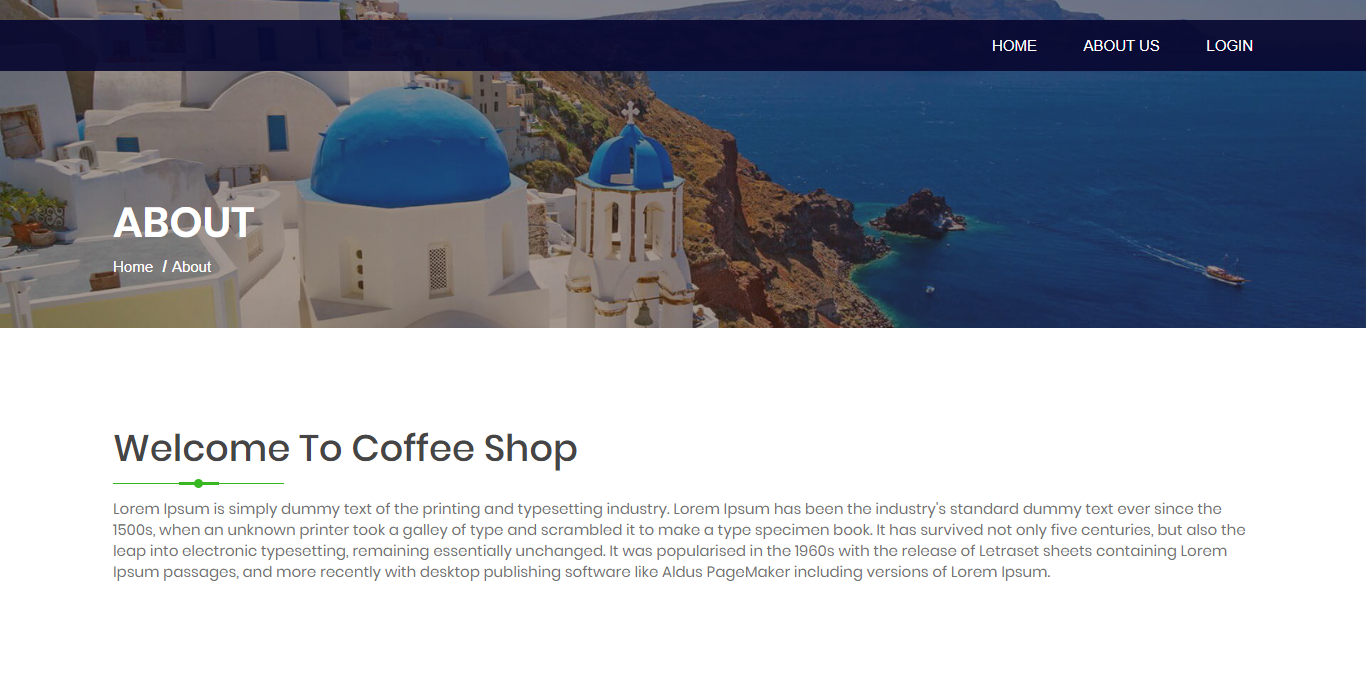 HOME ABOUT US LOGIN
ABOUT
Home / About
Welcome To Coffee Shop
Lorem Ipsum is simply dummy text of the printing and typesetting industry. Lorem Ipsum has been the industry's standard dummy text ever since the
1500s, when an unknown printer took a galley of type and scrambled it to make a type specimen book. It has survived not only five centuries, but also the
leap into electronic typesetting, remaining essentially unchanged. It was popularised in the 1960s with the release of Letraset sheets containing Lorem
Ipsum passages, and more recently with desktop publishing software like Aldus PageMaker including versions of Lorem Ipsum.